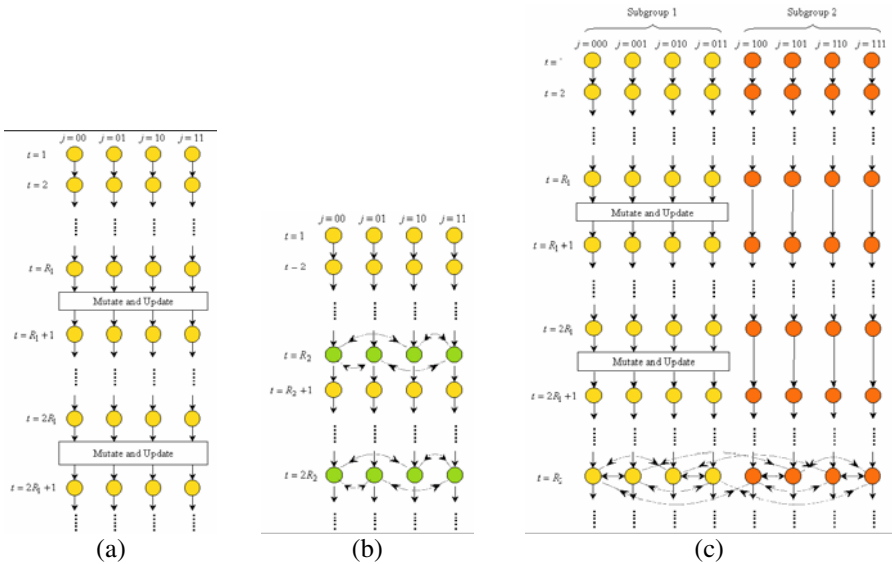 j = 00 j = 01 j = 10 j = 11
t = 1
t = 2
t = R₁
Mutate and Update
t = R₁ + 1
t = 2R₁
Mutate and Update
t = 2R₁ + 1
(a)
j = 00 j = 01 j = 10 j = 11
t = 1
t – 2
t = R₂
t = R₂ + 1
t = 2R₂
(b)
Subgroup 1 Subgroup 2
j = 000 j = 001 j = 010 j = 011 j = 100 j = 101 j = 110 j = 111
t =
t = 2
t = R₁
Mutate and Update
t = R₁ + 1
t = 2R₁
Mutate and Update
t = 2R₁ + 1
t = R₂
(c)